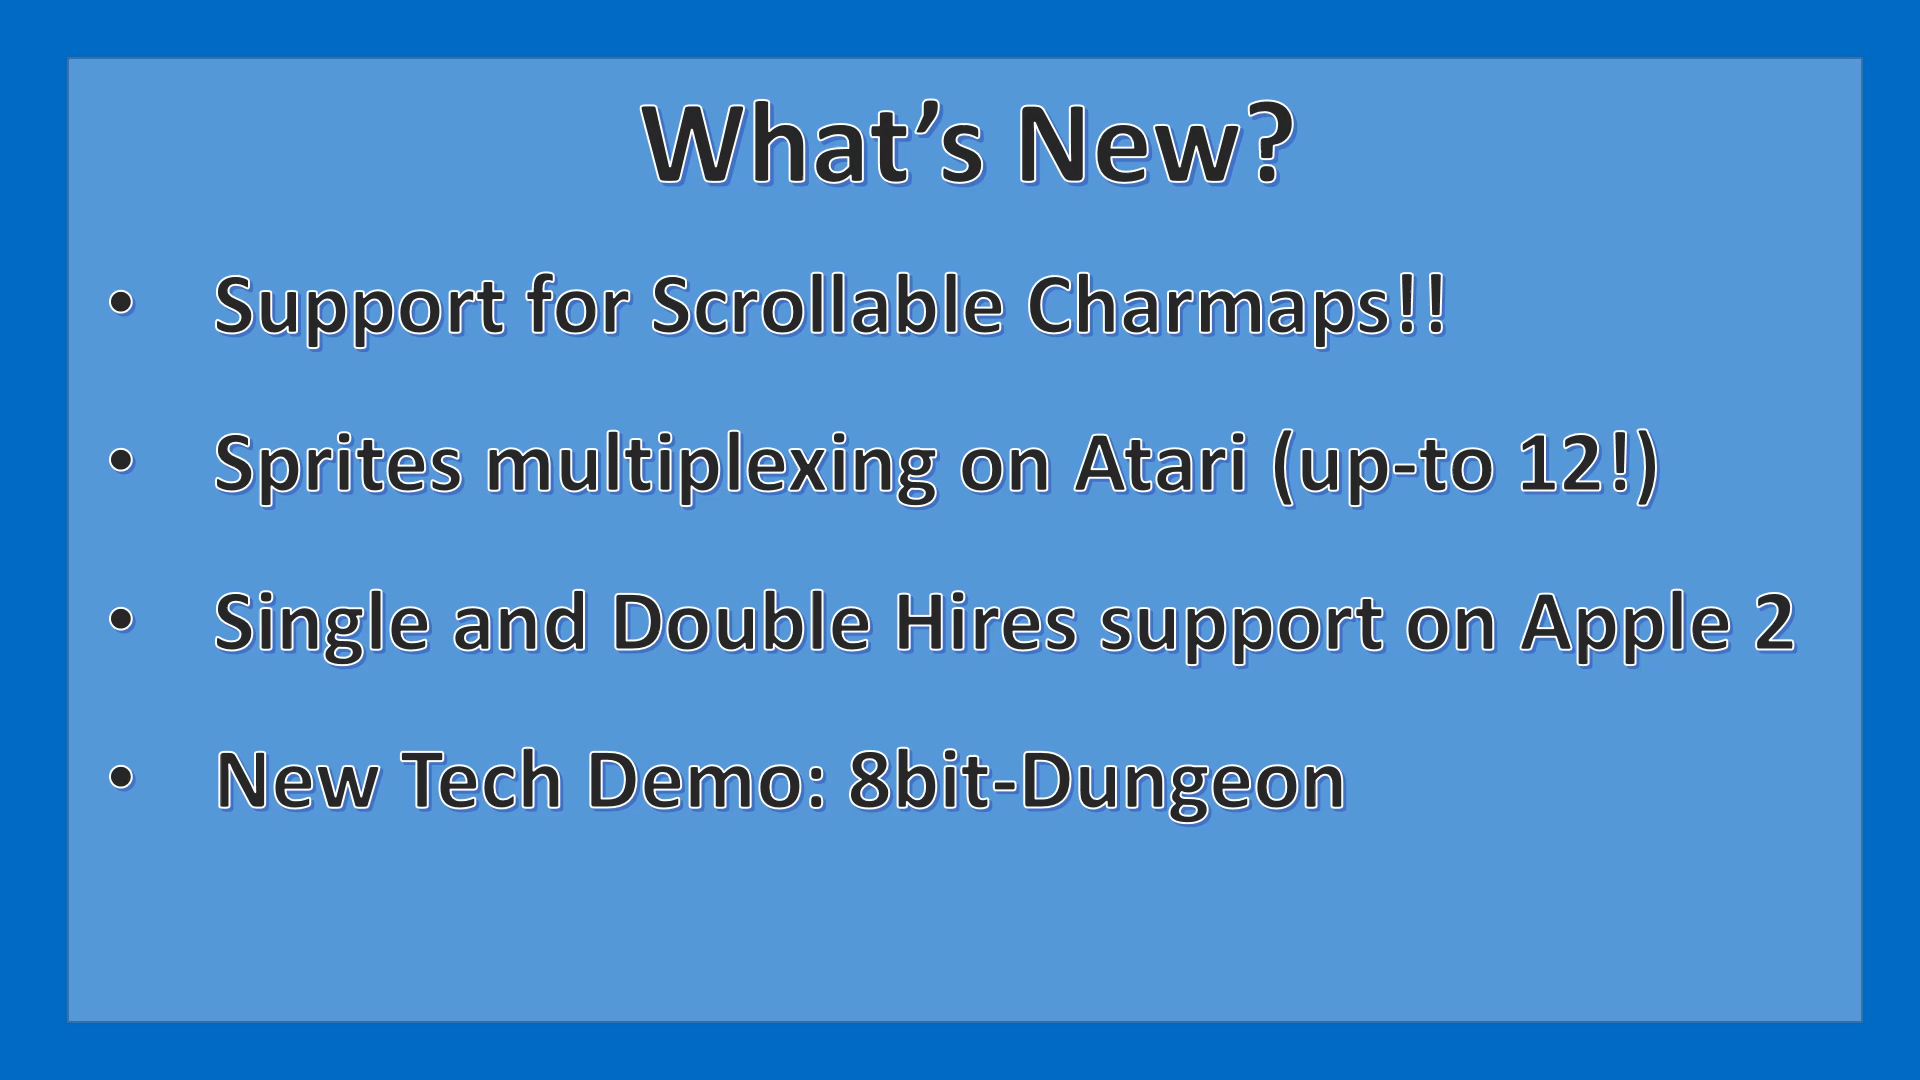 What’s New?
• Support for Scrollable Charmaps!!
• Sprites multiplexing on Atari (up-to 12!)
• Single and Double Hires support on Apple 2
• New Tech Demo: 8bit-Dungeon